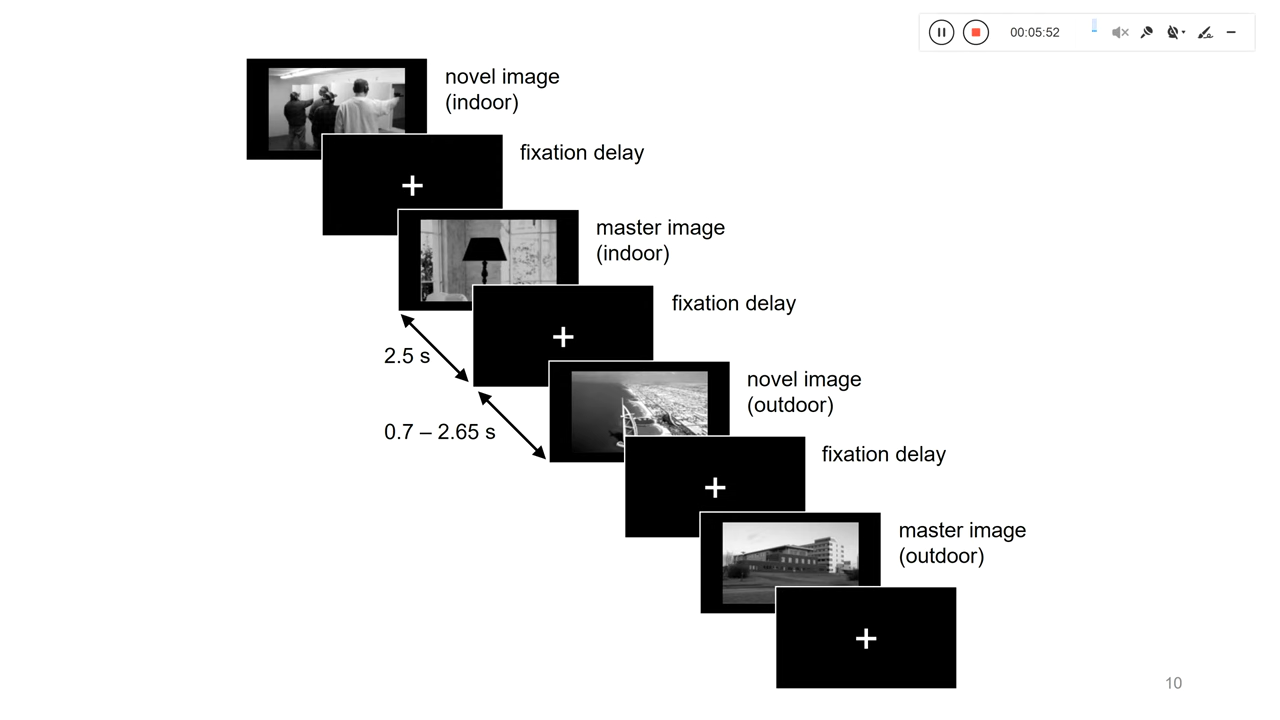 00:05:52
novel image
(indoor)
fixation delay
master image
(indoor)
fixation delay
2.5 s
novel image
(outdoor)
0.7 – 2.65 s
fixation delay
master image
(outdoor)
10